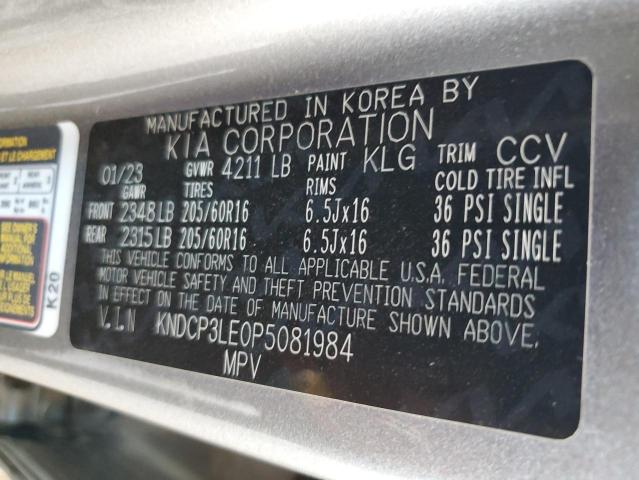 MANUFACTURED IN KOREA BY
KIA CORPORATION
01/23 GVWR 4211 LB PAINT KLG TRIM CCV
GAWR TIRES RIMS COLD TIRE INFL
FRONT 2348 LB 205/60R16 6.5Jx16 36 PSI SINGLE
REAR 2315 LB 205/60R16 6.5Jx16 36 PSI SINGLE
THIS VEHICLE CONFORMS TO ALL APPLICABLE U.S.A. FEDERAL
MOTOR VEHICLE SAFETY AND THEFT PREVENTION STANDARDS
IN EFFECT ON THE DATE OF MANUFACTURE SHOWN ABOVE.
V.I.N KNDCP3LE0P5081984
MPV
K20